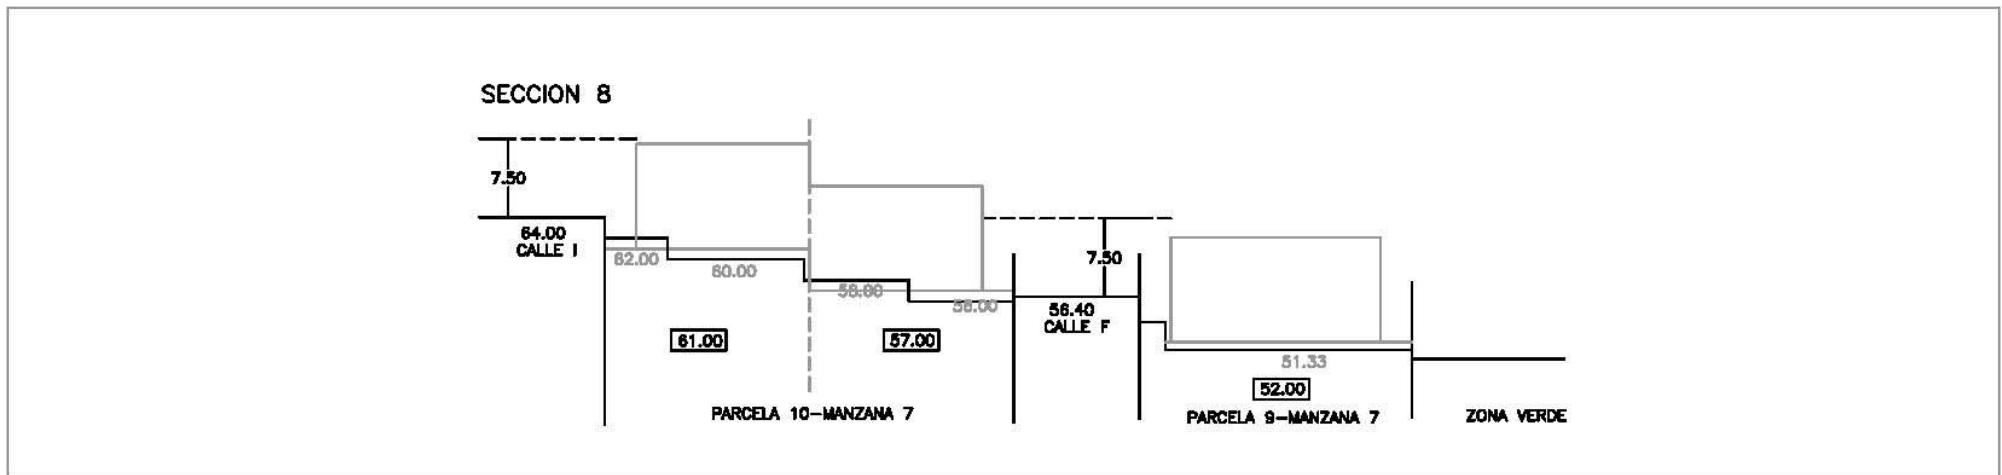 SECCION 8
7.50
64.00
CALLE I
62.00
60.00
58.00
56.00
7.50
56.40
CALLE F
61.00
57.00
51.33
52.00
PARCELA 10-MANZANA 7
PARCELA 9-MANZANA 7
ZONA VERDE